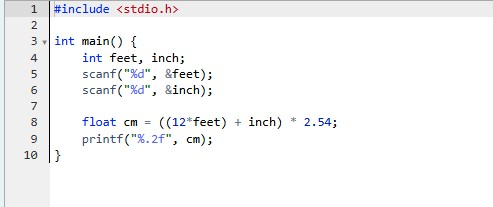 1 #include <stdio.h>
2
3 int main() {
4     int feet, inch;
5     scanf("%d", &feet);
6     scanf("%d", &inch);
7
8     float cm = ((12*feet) + inch) * 2.54;
9     printf("%.2f", cm);
10 }